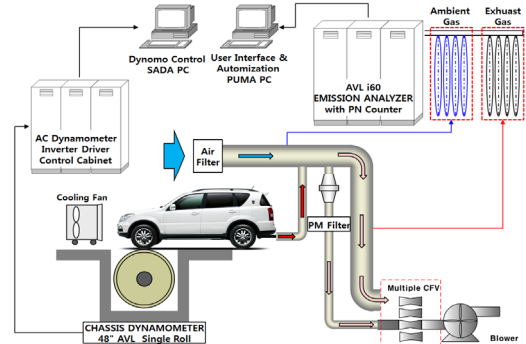 Ambient
Gas
Exhuast
Gas
Dynomo Control
SADA PC
User Interface &
Automization
PUMA PC
AVL i60
EMISSION ANALYZER
with PN Counter
AC Dynamometer
Inverter Driver
Control Cabinet
Air
Filter
Cooling Fan
PM Filter
Multiple CFV
CHASSIS DYNAMOMETER
48" AVL Single Roll
Blower